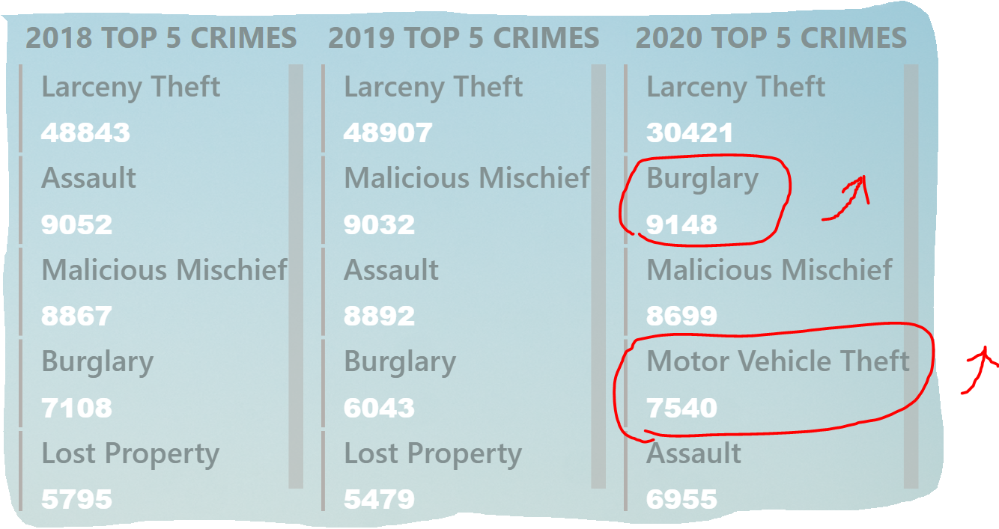 2018 TOP 5 CRIMES
Larceny Theft
48843
Assault
9052
Malicious Mischief
8867
Burglary
7108
Lost Property
5795
2019 TOP 5 CRIMES
Larceny Theft
48907
Malicious Mischief
9032
Assault
8892
Burglary
6043
Lost Property
5479
2020 TOP 5 CRIMES
Larceny Theft
30421
Burglary
9148
Malicious Mischief
8699
Motor Vehicle Theft
7540
Assault
6955